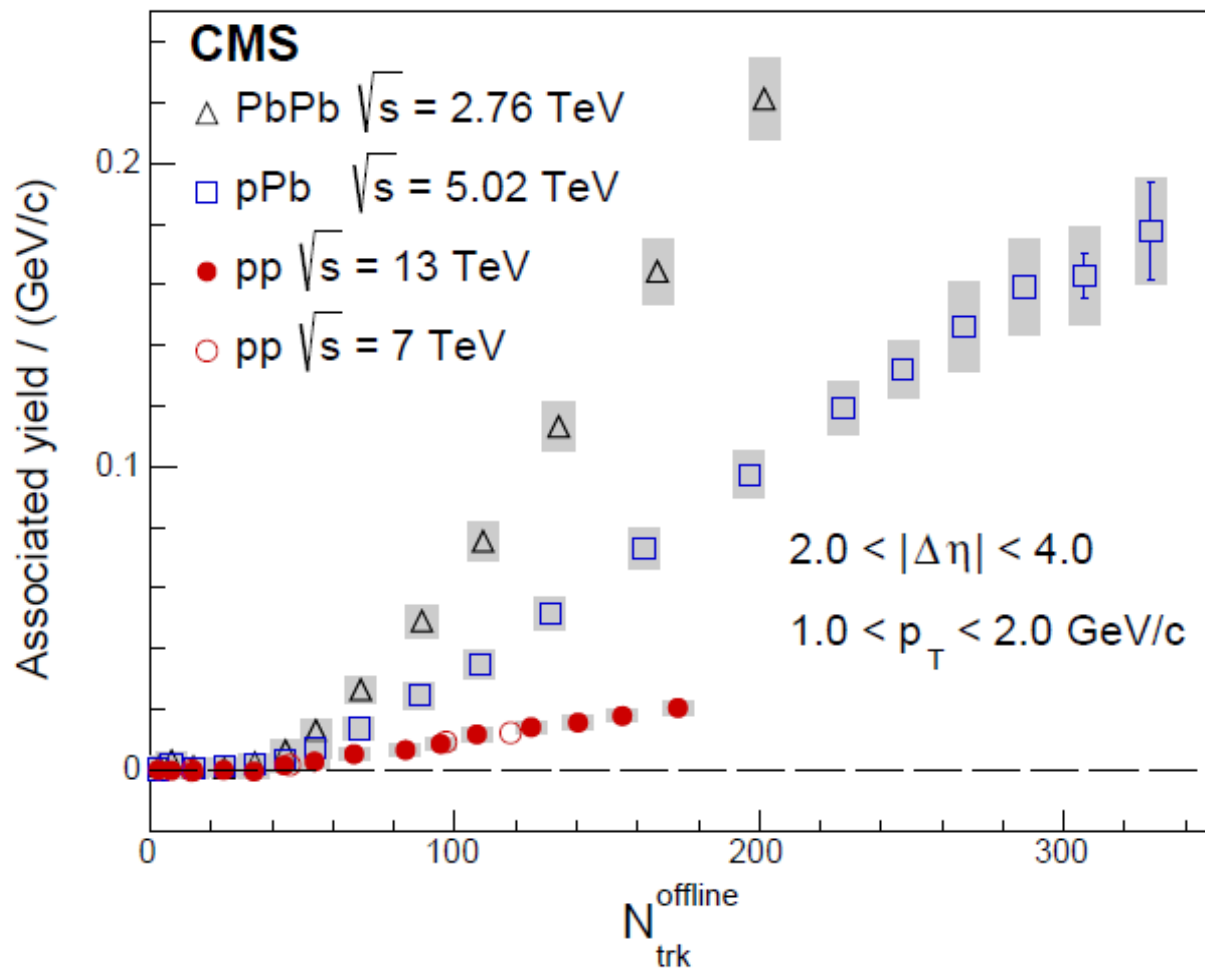 CMS
PbPb √s = 2.76 TeV
pPb √s = 5.02 TeV
pp √s = 13 TeV
pp √s = 7 TeV
Associated yield / (GeV/c)
0.2
0.1
0
2.0 < |Δη| < 4.0
1.0 < p_T < 2.0 GeV/c
0 100 200 300
N_trk^offline